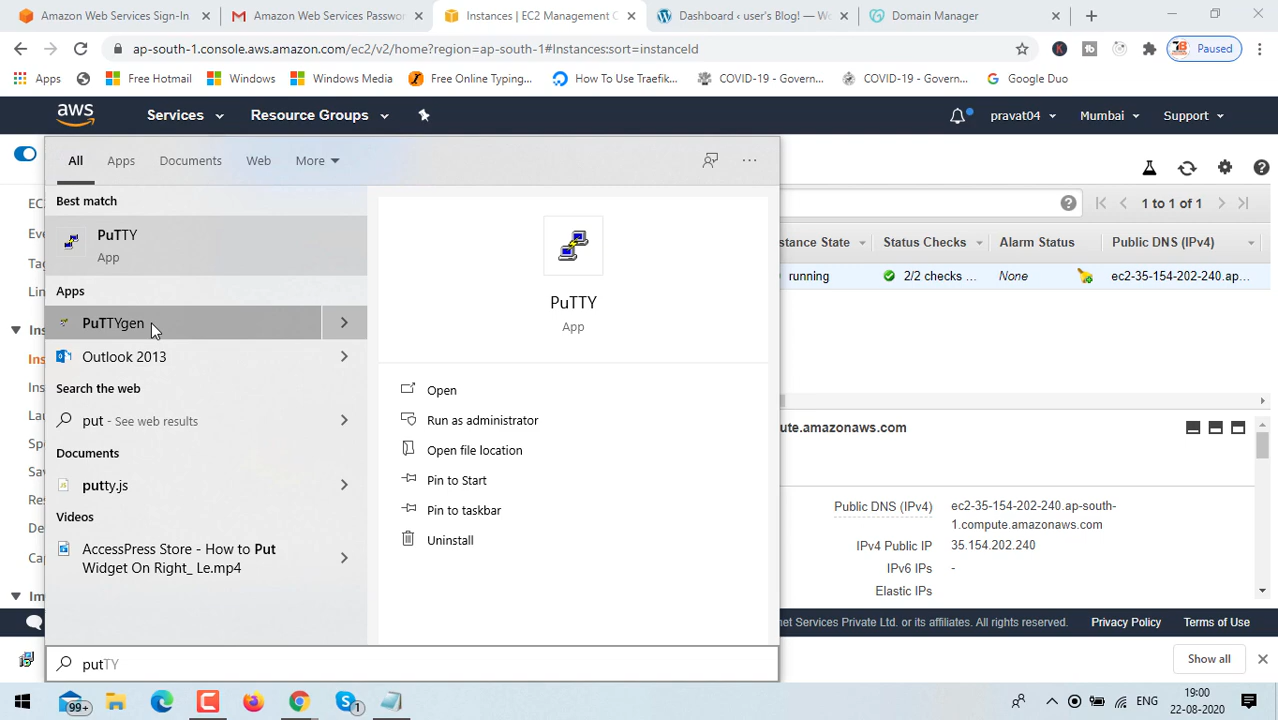 Amazon Web Services Sign-In
Amazon Web Services Passwor
Instances | EC2 Management C
Dashboard ‹ user's Blog! — Wo
Domain Manager
ap-south-1.console.aws.amazon.com/ec2/v2/home?region=ap-south-1#Instances:sort=instanceId
Paused
Apps
Free Hotmail
Windows
Windows Media
Free Online Typing...
How To Use Traefik...
COVID-19 - Govern...
COVID-19 - Govern...
Google Duo
aws
Services
Resource Groups
pravat04
Mumbai
Support
All
Apps
Documents
Web
More
Best match
PuTTY
App
Apps
PuTTYgen
Outlook 2013
Search the web
put - See web results
Documents
putty.js
Videos
AccessPress Store - How to Put
Widget On Right_ Le.mp4
putTY
PuTTY
App
Open
Run as administrator
Open file location
Pin to Start
Pin to taskbar
Uninstall
1 to 1 of 1
stance State
Status Checks
Alarm Status
Public DNS (IPv4)
running
2/2 checks ...
None
ec2-35-154-202-240.ap...
ute.amazonaws.com
Public DNS (IPv4)
ec2-35-154-202-240.ap-south-
1.compute.amazonaws.com
IPv4 Public IP
35.154.202.240
IPv6 IPs
-
Elastic IPs
net Services Private Ltd. or its affiliates. All rights reserved.
Privacy Policy
Terms of Use
Show all
99+
1
ENG
19:00
22-08-2020